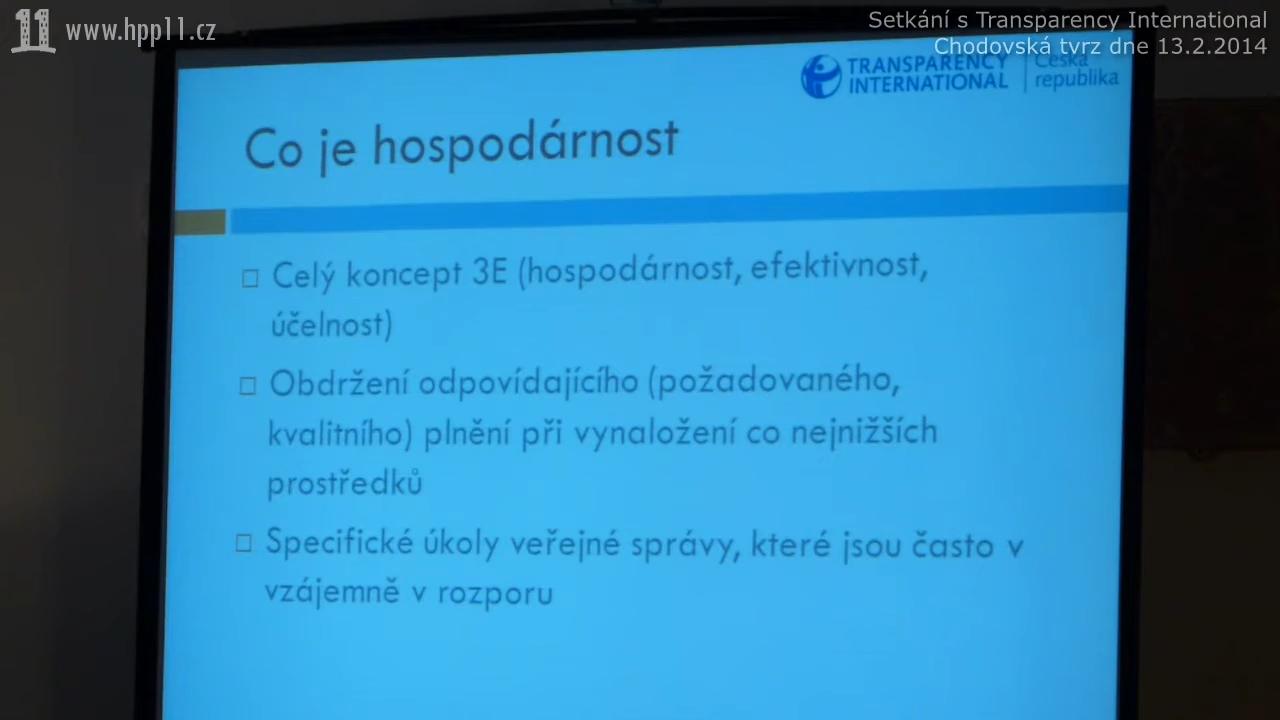 11 www.hpp11.cz
Setkání s Transparency International
Chodovská tvrz dne 13.2.2014
TRANSPARENCY
INTERNATIONAL
Česká
republika
Co je hospodárnost
Celý koncept 3E (hospodárnost, efektivnost,
účelnost)
Obdržení odpovídajícího (požadovaného,
kvalitního) plnění při vynaložení co nejnižších
prostředků
Specifické úkoly veřejné správy, které jsou často v
vzájemně v rozporu